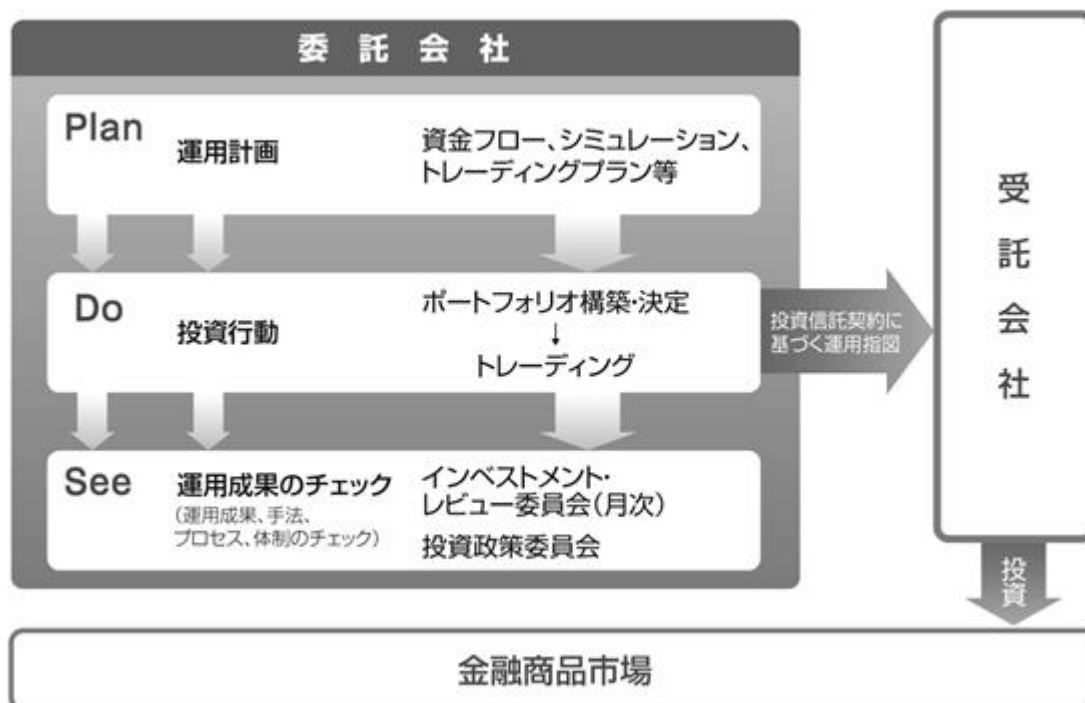 委託会社
Plan
運用計画
資金フロー、シミュレーション、
トレーディングプラン等
Do
投資行動
ポートフォリオ構築・決定
↓
トレーディング
投資信託契約に
基づく運用指図
See
運用成果のチェック
(運用成果、手法、
プロセス、体制のチェック)
インベストメント・
レビュー委員会(月次)
投資政策委員会
受託会社
投資
金融商品市場